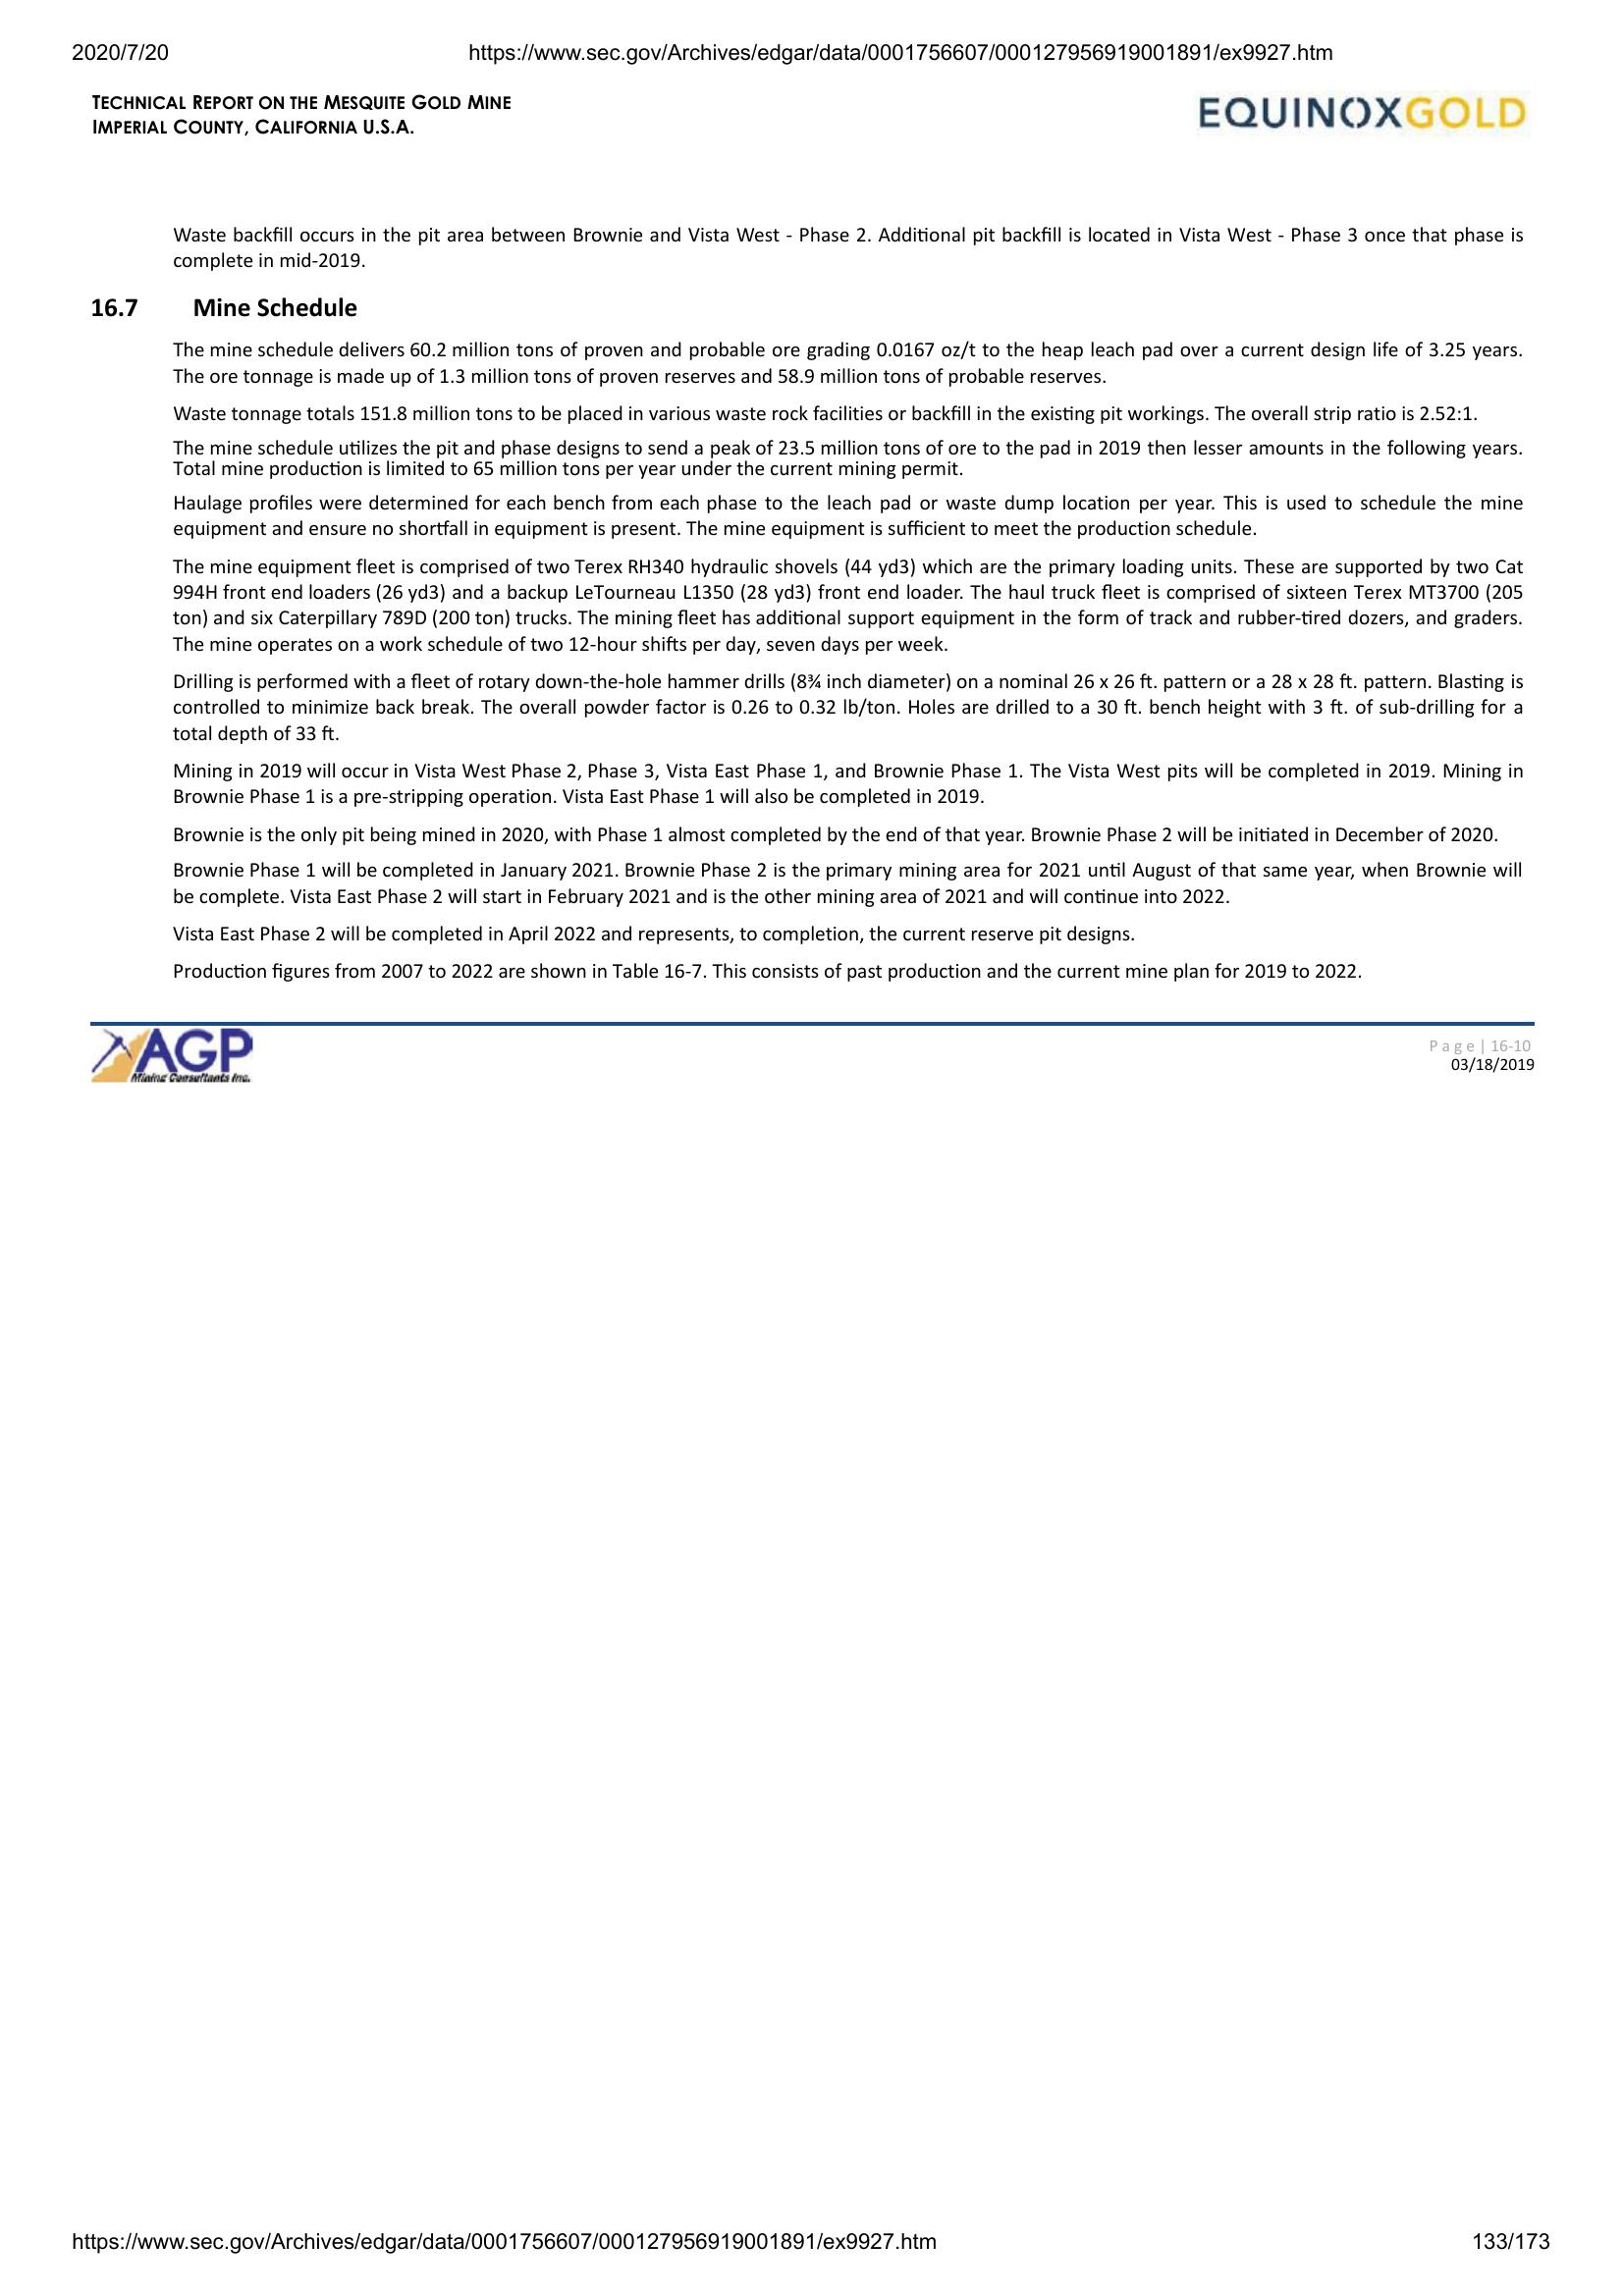 2020/7/20 https://www.sec.gov/Archives/edgar/data/0001756607/000127956919001891/ex9927.htm
TECHNICAL REPORT ON THE MESQUITE GOLD MINE
IMPERIAL COUNTY, CALIFORNIA U.S.A.
EQUINOXGOLD
Waste backfill occurs in the pit area between Brownie and Vista West - Phase 2. Additional pit backfill is located in Vista West - Phase 3 once that phase is
complete in mid-2019.
16.7 Mine Schedule
The mine schedule delivers 60.2 million tons of proven and probable ore grading 0.0167 oz/t to the heap leach pad over a current design life of 3.25 years.
The ore tonnage is made up of 1.3 million tons of proven reserves and 58.9 million tons of probable reserves.
Waste tonnage totals 151.8 million tons to be placed in various waste rock facilities or backfill in the existing pit workings. The overall strip ratio is 2.52:1.
The mine schedule utilizes the pit and phase designs to send a peak of 23.5 million tons of ore to the pad in 2019 then lesser amounts in the following years.
Total mine production is limited to 65 million tons per year under the current mining permit.
Haulage profiles were determined for each bench from each phase to the leach pad or waste dump location per year. This is used to schedule the mine
equipment and ensure no shortfall in equipment is present. The mine equipment is sufficient to meet the production schedule.
The mine equipment fleet is comprised of two Terex RH340 hydraulic shovels (44 yd3) which are the primary loading units. These are supported by two Cat
994H front end loaders (26 yd3) and a backup LeTourneau L1350 (28 yd3) front end loader. The haul truck fleet is comprised of sixteen Terex MT3700 (205
ton) and six Caterpillary 789D (200 ton) trucks. The mining fleet has additional support equipment in the form of track and rubber-tired dozers, and graders.
The mine operates on a work schedule of two 12-hour shifts per day, seven days per week.
Drilling is performed with a fleet of rotary down-the-hole hammer drills (8¾ inch diameter) on a nominal 26 x 26 ft. pattern or a 28 x 28 ft. pattern. Blasting is
controlled to minimize back break. The overall powder factor is 0.26 to 0.32 lb/ton. Holes are drilled to a 30 ft. bench height with 3 ft. of sub-drilling for a
total depth of 33 ft.
Mining in 2019 will occur in Vista West Phase 2, Phase 3, Vista East Phase 1, and Brownie Phase 1. The Vista West pits will be completed in 2019. Mining in
Brownie Phase 1 is a pre-stripping operation. Vista East Phase 1 will also be completed in 2019.
Brownie is the only pit being mined in 2020, with Phase 1 almost completed by the end of that year. Brownie Phase 2 will be initiated in December of 2020.
Brownie Phase 1 will be completed in January 2021. Brownie Phase 2 is the primary mining area for 2021 until August of that same year, when Brownie will
be complete. Vista East Phase 2 will start in February 2021 and is the other mining area of 2021 and will continue into 2022.
Vista East Phase 2 will be completed in April 2022 and represents, to completion, the current reserve pit designs.
Production figures from 2007 to 2022 are shown in Table 16-7. This consists of past production and the current mine plan for 2019 to 2022.
AGP
Mining Consultants Inc.
Page| 16-10
03/18/2019
https://www.sec.gov/Archives/edgar/data/0001756607/000127956919001891/ex9927.htm 133/173